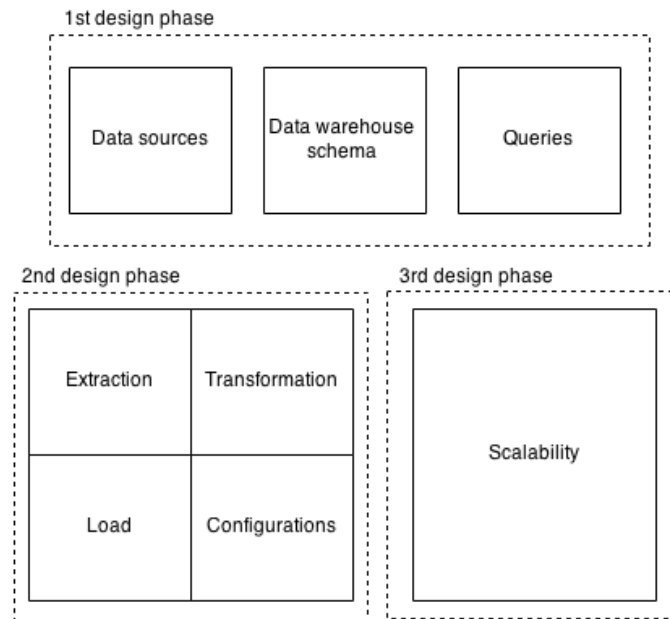 1st design phase
Data sources
Data warehouse
schema
Queries
2nd design phase
Extraction
Transformation
Load
Configurations
3rd design phase
Scalability